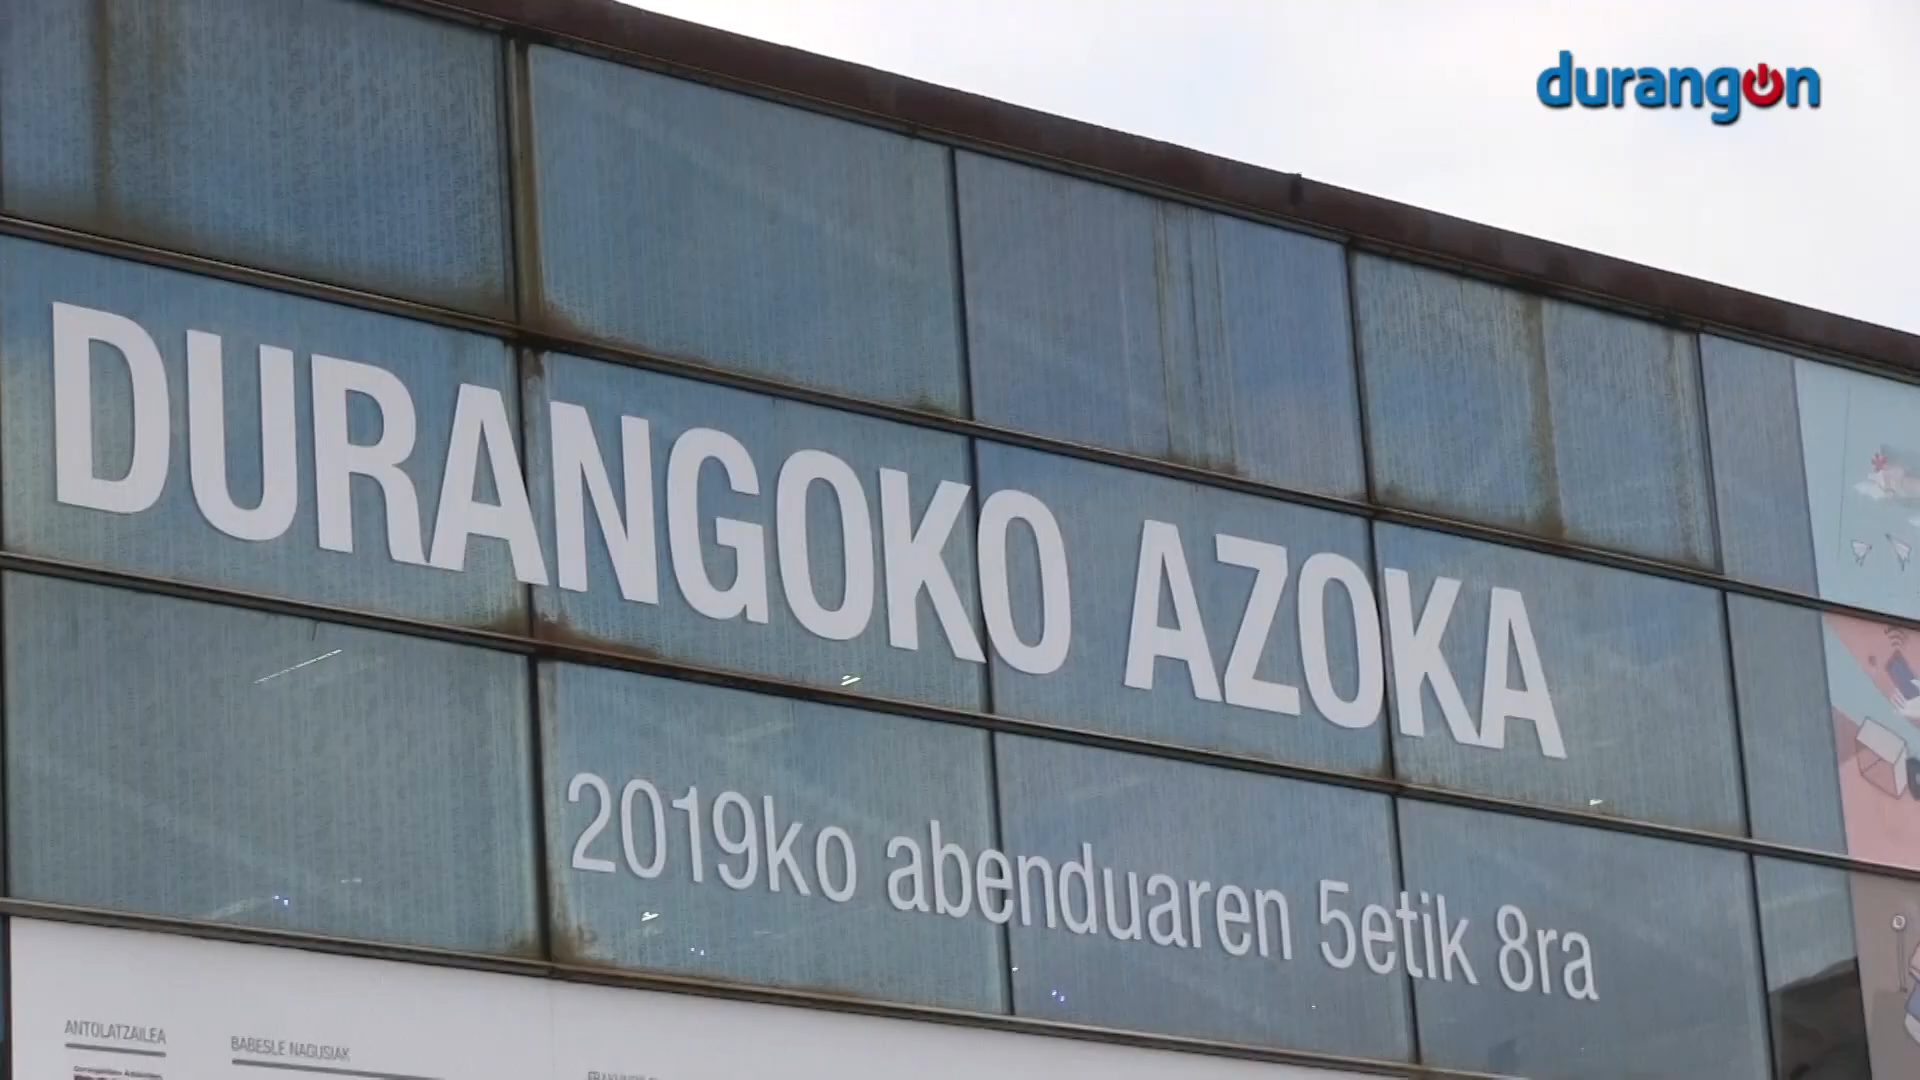 durangon
DURANGOKO AZOKA
2019ko abenduaren 5etik 8ra
ANTOLATZAILEA
BABESLE NAGUSIAK